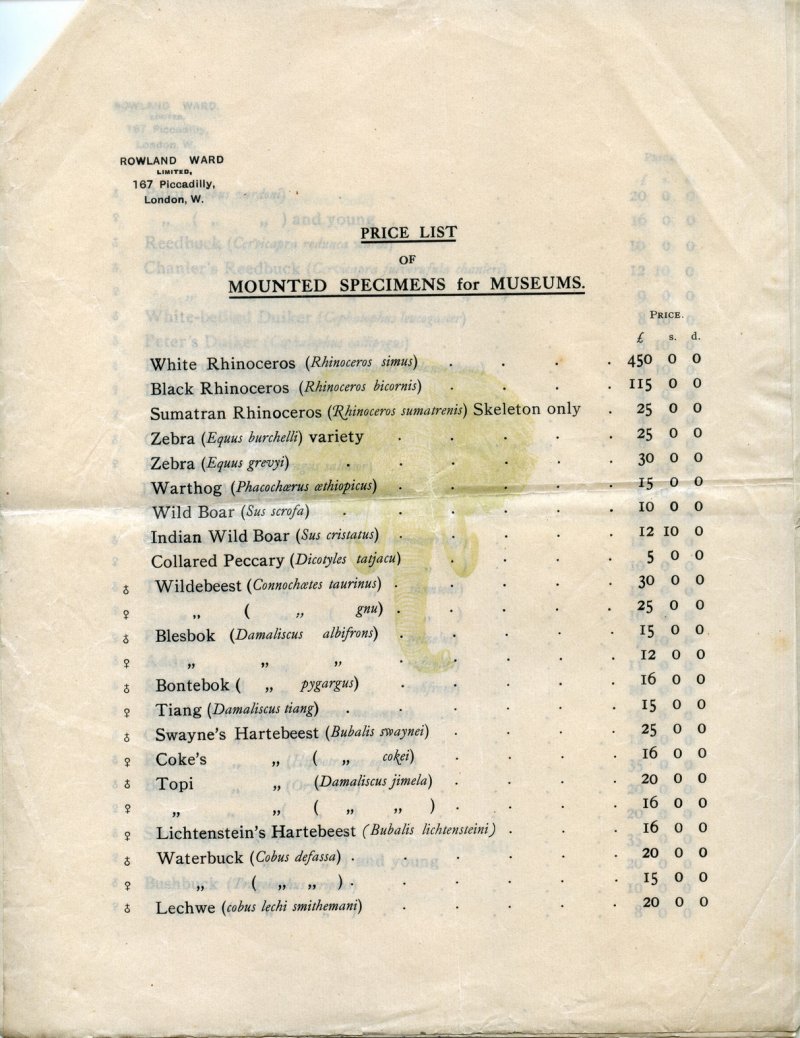 ROWLAND WARD
LIMITED,
167 Piccadilly,
London, W.
PRICE LIST
OF
MOUNTED SPECIMENS for MUSEUMS.
PRICE.
£ s. d.
White Rhinoceros (Rhinoceros simus) . . . . 450 0 0
Black Rhinoceros (Rhinoceros bicornis) . . . . 115 0 0
Sumatran Rhinoceros (Rhinoceros sumatrenis) Skeleton only . 25 0 0
Zebra (Equus burchelli) variety . . . . . 25 0 0
Zebra (Equus grevyi) . . . . . . 30 0 0
Warthog (Phacochærus æthiopicus) . . . . . 15 0 0
Wild Boar (Sus scrofa) . . . . . . 10 0 0
Indian Wild Boar (Sus cristatus) . . . . . 12 10 0
Collared Peccary (Dicotyles tatjacu) . . . . 5 0 0
♂ Wildebeest (Connochætes taurinus) . . . . . 30 0 0
♀ ,, ( ,, gnu) . . . . . 25 0 0
♂ Blesbok (Damaliscus albifrons) . . . . . 15 0 0
♀ ,, ,, ,, . . . . . 12 0 0
♂ Bontebok ( ,, pygargus) . . . . . 16 0 0
♀ Tiang (Damaliscus tiang) . . . . . . 15 0 0
♂ Swayne's Hartebeest (Bubalis swaynei) . . . . 25 0 0
♀ Coke's ,, ( ,, cokei) . . . . 16 0 0
♂ Topi ,, (Damaliscus jimela) . . . . 20 0 0
♀ ,, ,, ( ,, ,, ) . . . . 16 0 0
♀ Lichtenstein's Hartebeest (Bubalis lichtensteini) . . . 16 0 0
♂ Waterbuck (Cobus defassa) . . . . . . 20 0 0
♀ ,, ( ,, ,, ) . . . . . . 15 0 0
♂ Lechwe (cobus lechi smithemani) . . . . . 20 0 0